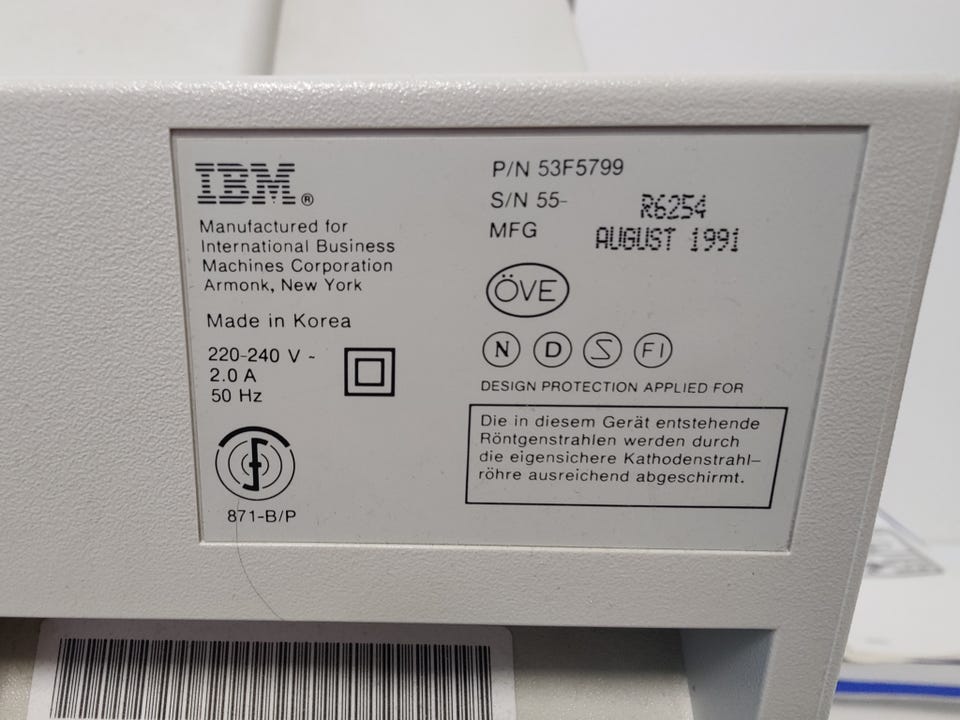 IBM®
Manufactured for
International Business
Machines Corporation
Armonk, New York
Made in Korea
220-240 V ~
2.0 A
50 Hz
871-B/P
P/N 53F5799
S/N 55- R6254
MFG AUGUST 1991
ÖVE
N D S FI
DESIGN PROTECTION APPLIED FOR
Die in diesem Gerät entstehende
Röntgenstrahlen werden durch
die eigensichere Kathodenstrahl-
röhre ausreichend abgeschirmt.